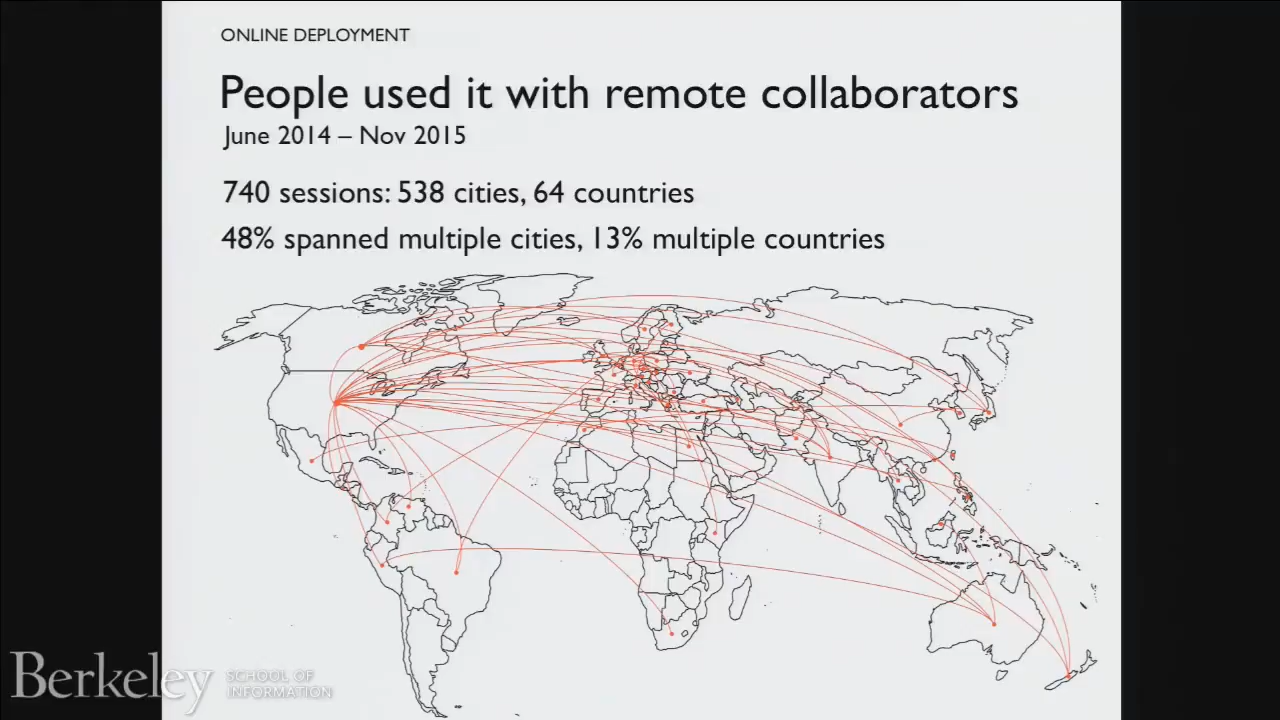 ONLINE DEPLOYMENT
People used it with remote collaborators
June 2014 – Nov 2015
740 sessions: 538 cities, 64 countries
48% spanned multiple cities, 13% multiple countries
Berkeley SCHOOL OF
INFORMATION